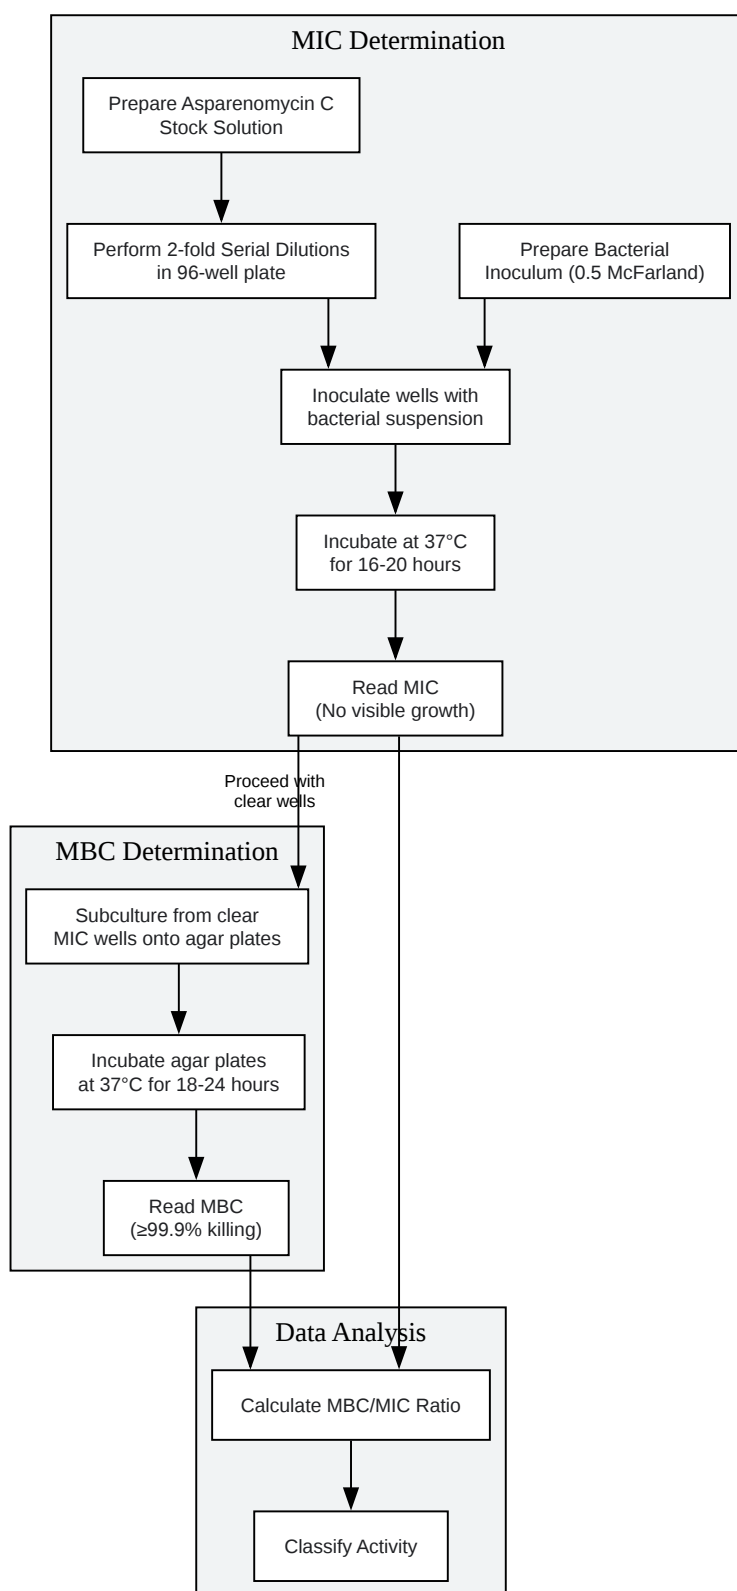 MIC Determination
Prepare Asparenomycin C
Stock Solution
Perform 2-fold Serial Dilutions
in 96-well plate
Prepare Bacterial
Inoculum (0.5 McFarland)
Inoculate wells with
bacterial suspension
Incubate at 37°C
for 16-20 hours
Read MIC
(No visible growth)
Proceed with
clear wells
MBC Determination
Subculture from clear
MIC wells onto agar plates
Incubate agar plates
at 37°C for 18-24 hours
Read MBC
(≥99.9% killing)
Data Analysis
Calculate MBC/MIC Ratio
Classify Activity